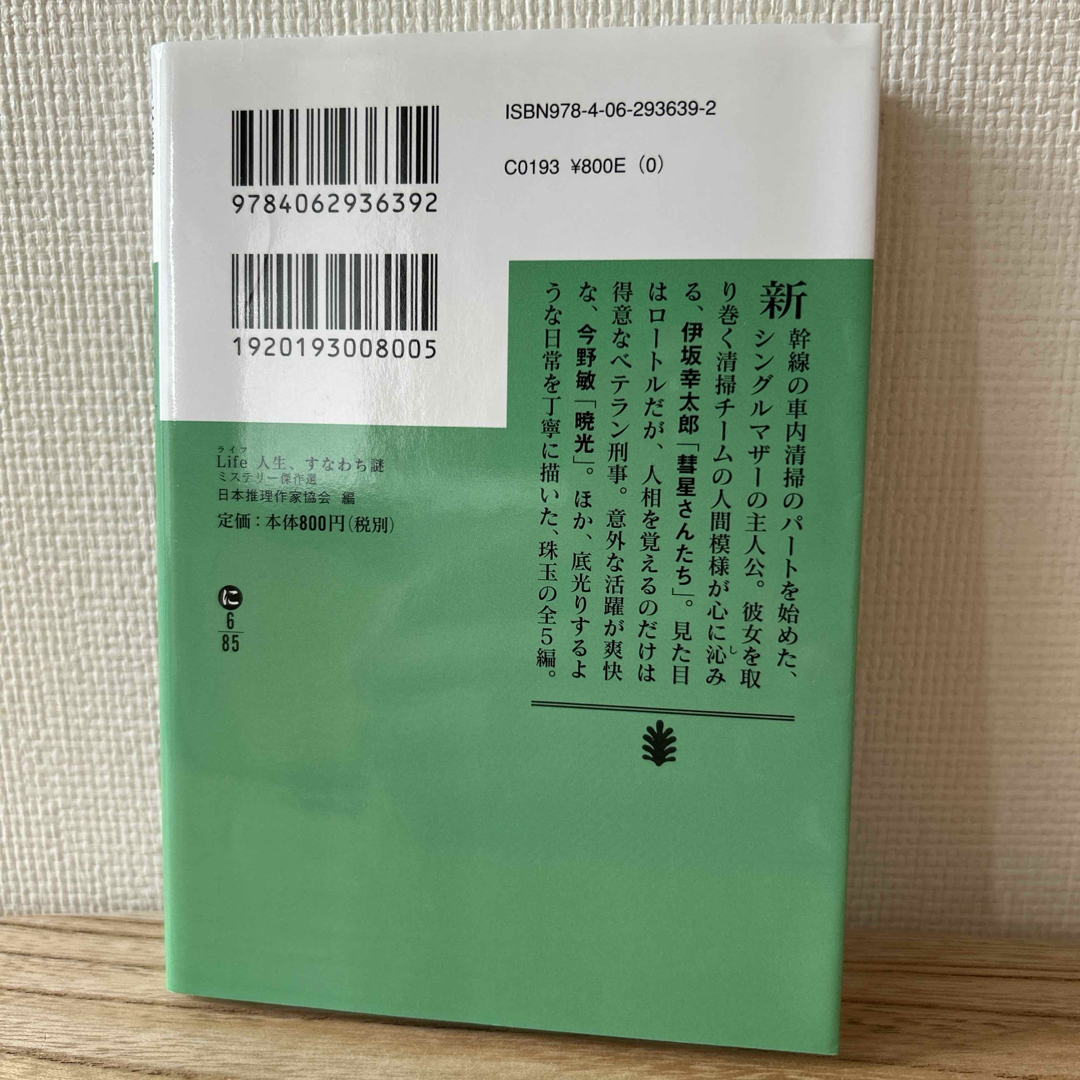 ISBN978-4-06-293639-2
C0193 ¥800E (0)
9784062936392
1920193008005
新幹線の車内清掃のパートを始めた、
シングルマザーの主人公。彼女を取
り巻く清掃チームの人間模様が心に沁み
し
る、伊坂幸太郎「彗星さんたち」。見た目
はロートルだが、人相を覚えるのだけは
得意なベテラン刑事。意外な活躍が爽快
な、今野敏「暁光」。ほか、底光りするよ
うな日常を丁寧に描いた、珠玉の全5編。
ライフ
Life 人生、すなわち謎
ミステリー傑作選
日本推理作家協会 編
定価:本体800円(税別)
に
6
85